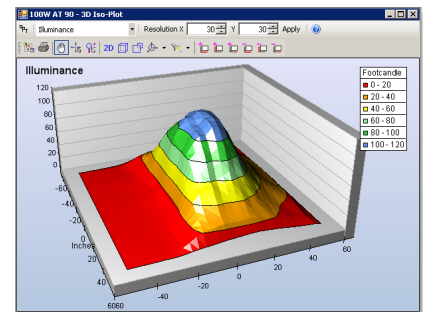 100W AT 90 - 3D Iso-Plot
Illuminance Resolution X 30 Y 30 Apply
2D
Illuminance
Footcandle
0 - 20
20 - 40
40 - 60
60 - 80
80 - 100
100 - 120
120
100
80
60
40
20
0
-60
-40
-20
0
Inches
20
40
6060
-40
-20
0
20
40
60